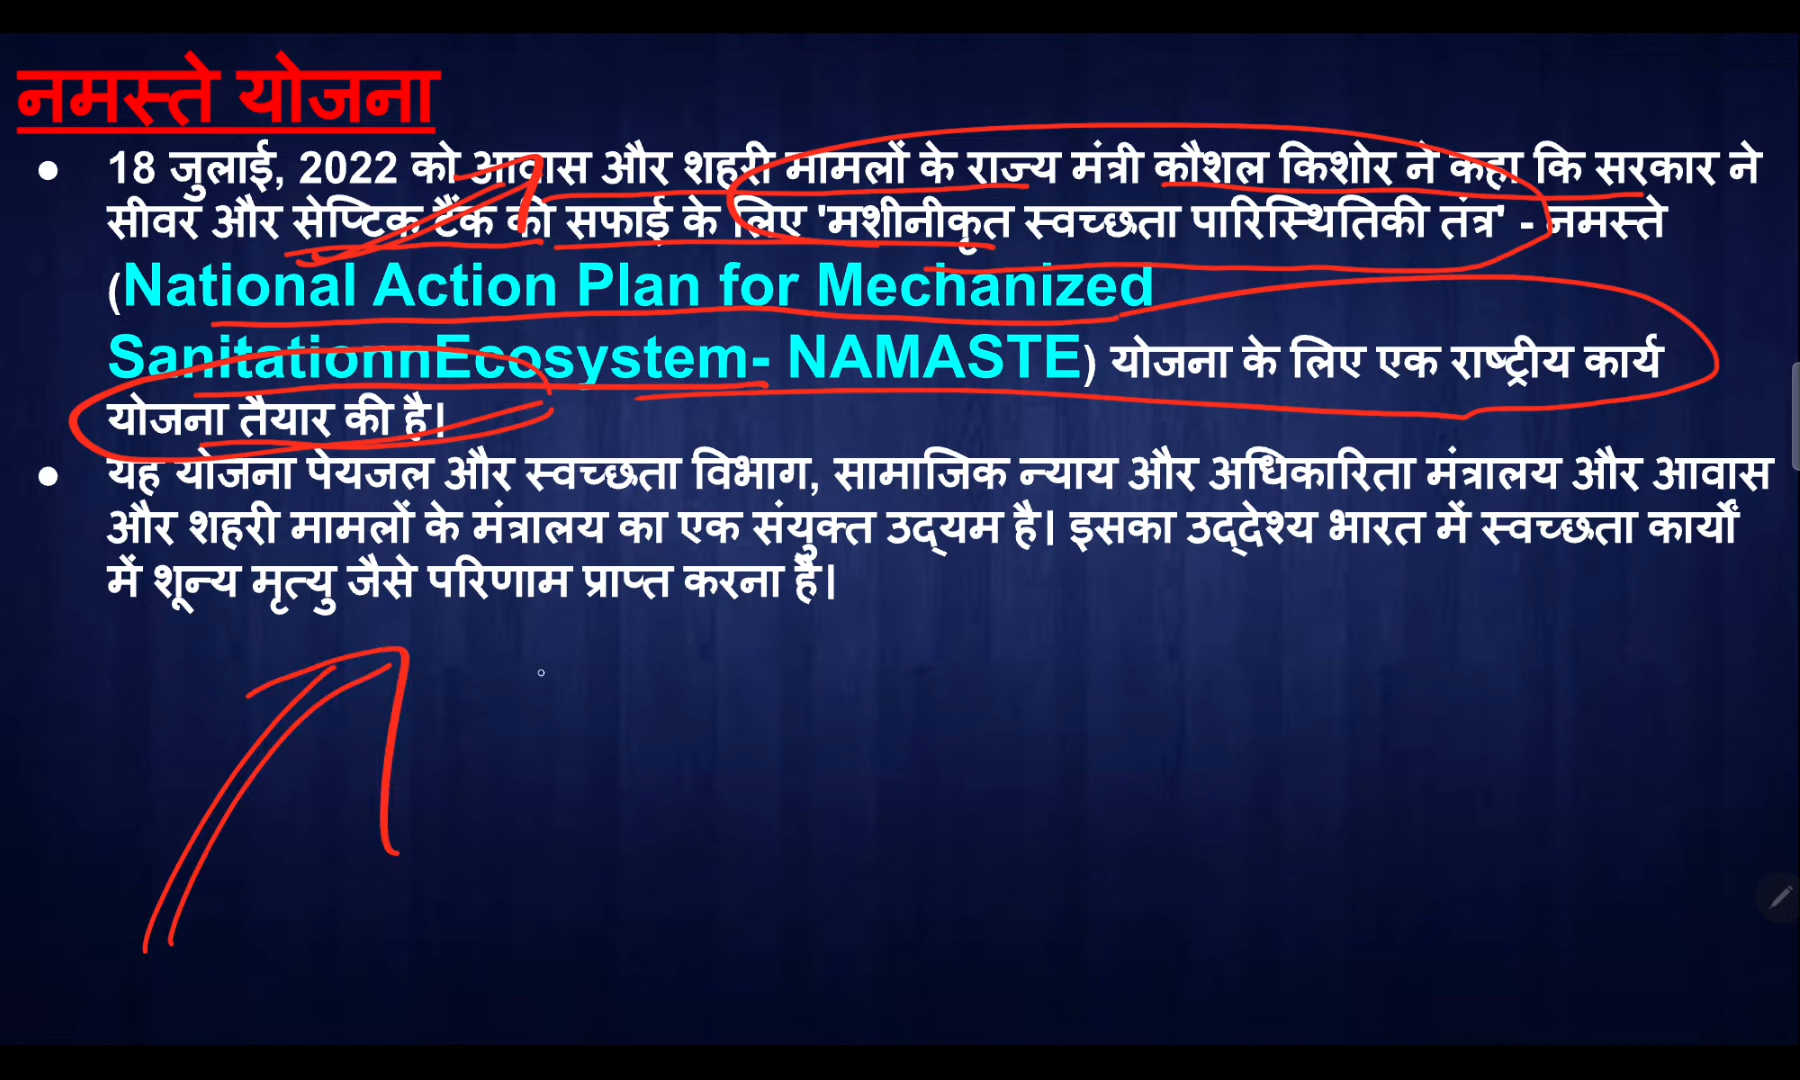 नमस्ते योजना
● 18 जुलाई, 2022 को आवास और शहरी मामलों के राज्य मंत्री कौशल किशोर ने कहा कि सरकार ने
सीवर और सेप्टिक टैंक की सफाई के लिए 'मशीनीकृत स्वच्छता पारिस्थितिकी तंत्र' - नमस्ते
(National Action Plan for Mechanized
SanitationnEcosystem- NAMASTE) योजना के लिए एक राष्ट्रीय कार्य
योजना तैयार की है।
● यह योजना पेयजल और स्वच्छता विभाग, सामाजिक न्याय और अधिकारिता मंत्रालय और आवास
और शहरी मामलों के मंत्रालय का एक संयुक्त उद्यम है। इसका उद्देश्य भारत में स्वच्छता कार्यों
में शून्य मृत्यु जैसे परिणाम प्राप्त करना है।